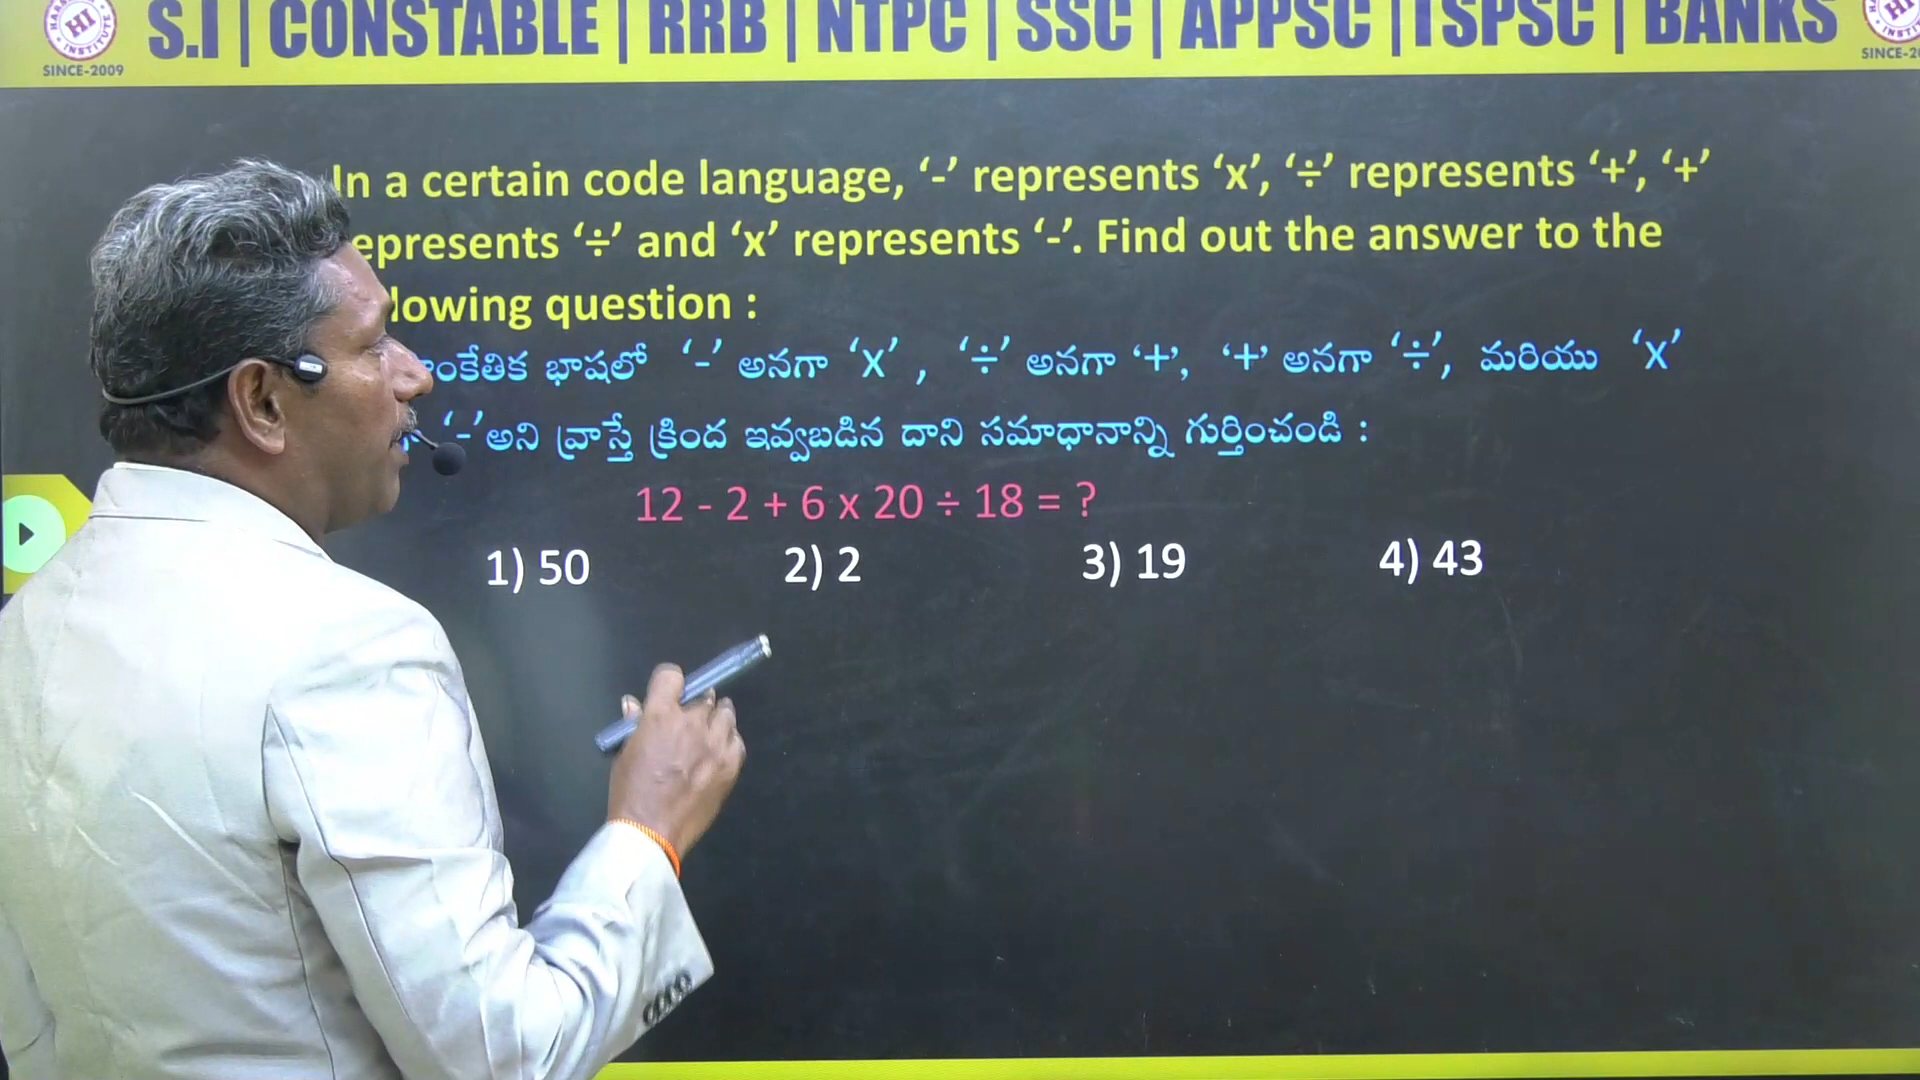 S.I | CONSTABLE | RRB | NTPC | SSC | APPSC | TSPSC | BANKS
HI
INSTITUTE
SINCE-2009
In a certain code language, ‘-’ represents ‘x’, ‘÷’ represents ‘+’, ‘+’
epresents ‘÷’ and ‘x’ represents ‘-’. Find out the answer to the
lowing question :
ంకేతిక భాషలో ‘-’ అనగా ‘x’ , ‘÷’ అనగా ‘+’, ‘+’ అనగా ‘÷’, మరియు ‘x’
‘-’అని వ్రాస్తే క్రింద ఇవ్వబడిన దాని సమాధానాన్ని గుర్తించండి :
12 - 2 + 6 x 20 ÷ 18 = ?
1) 50 2) 2 3) 19 4) 43